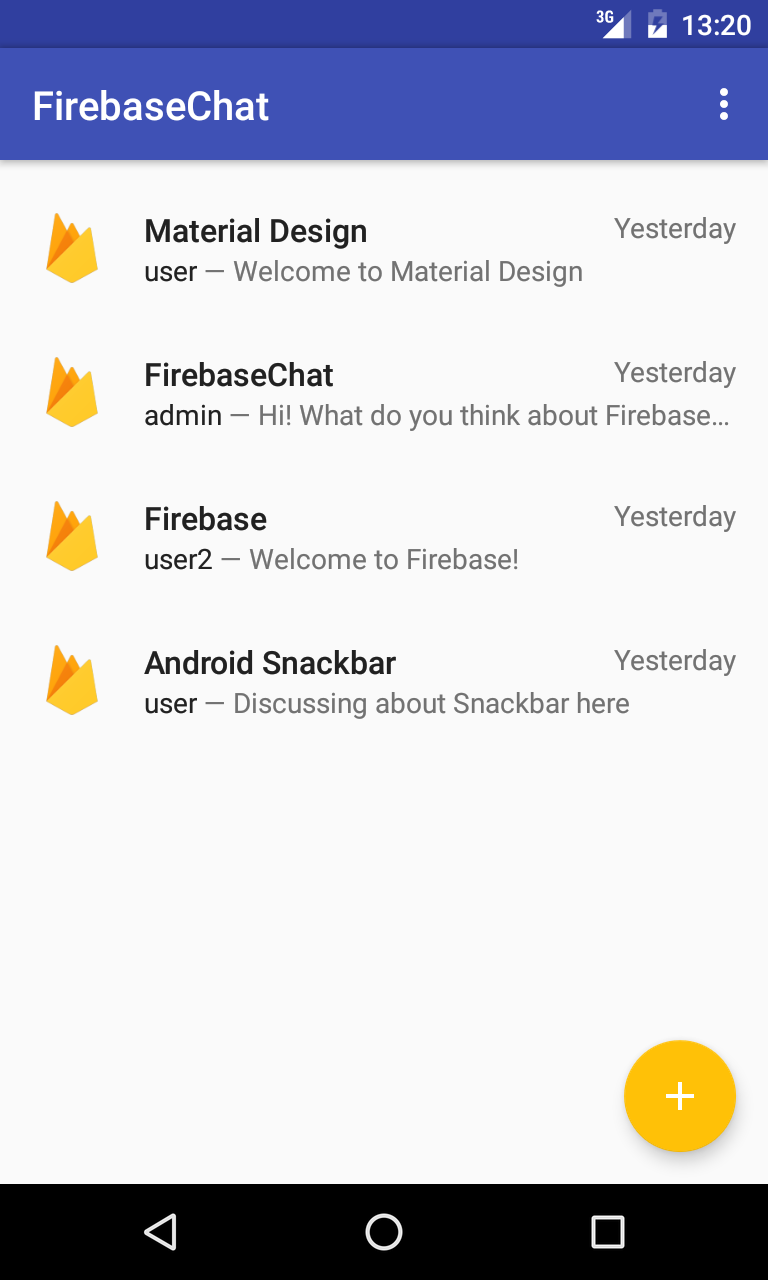 3G 13:20
FirebaseChat
Material Design Yesterday
user — Welcome to Material Design
FirebaseChat Yesterday
admin — Hi! What do you think about Firebase…
Firebase Yesterday
user2 — Welcome to Firebase!
Android Snackbar Yesterday
user — Discussing about Snackbar here